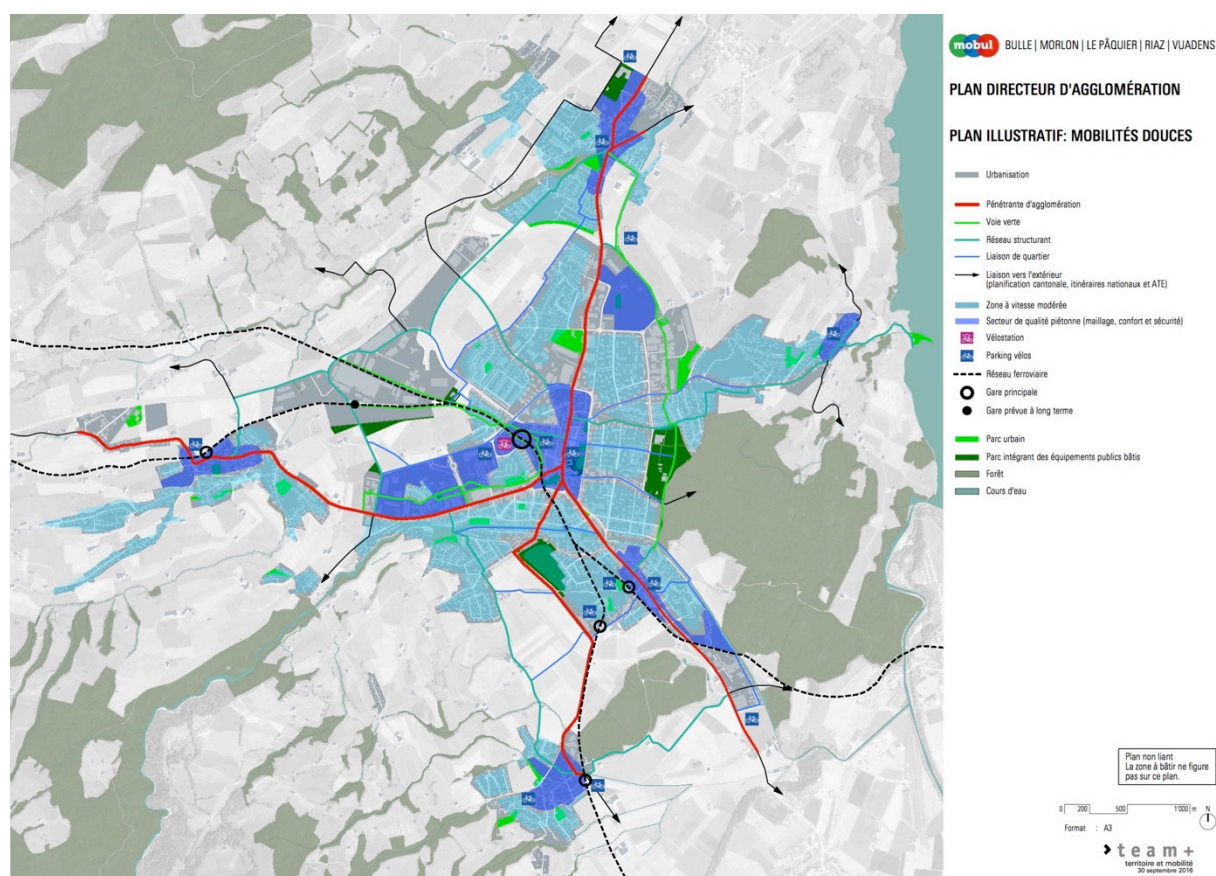 mobul BULLE | MORLON | LE PÂQUIER | RIAZ | VUADENS
PLAN DIRECTEUR D'AGGLOMÉRATION
PLAN ILLUSTRATIF: MOBILITÉS DOUCES
Urbanisation
Pénétrante d'agglomération
Voie verte
Réseau structurant
Liaison de quartier
Liaison vers l'extérieur
(planification cantonale, itinéraires nationaux et ATE)
Zone à vitesse modérée
Secteur de qualité piétonne (maillage, confort et sécurité)
Vélostation
Parking vélos
Réseau ferroviaire
Gare principale
Gare prévue à long terme
Parc urbain
Parc intégrant des équipements publics bâtis
Forêt
Cours d'eau
Plan non liant
La zone à bâtir ne figure
pas sur ce plan.
0 200 500 1'000 m N
Format : A3
team+
territoire et mobilité
30 septembre 2016